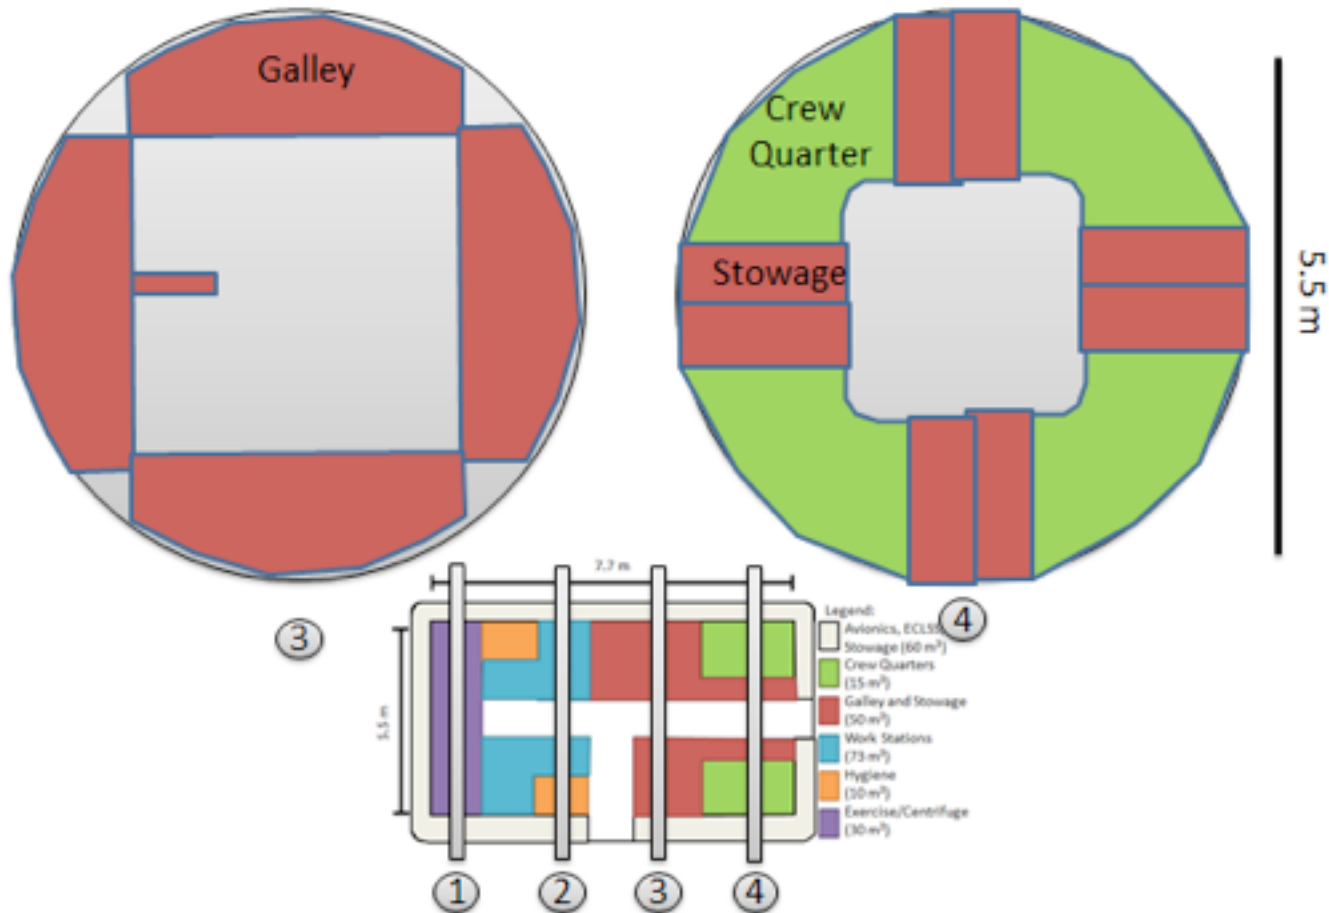 Galley
Crew
Quarter
Stowage
5.5 m
3
4
7.7 m
5.5 m
Legend:
Avionics, ECLSS
Stowage (60 m³)
Crew Quarters
(15 m³)
Galley and Stowage
(50 m³)
Work Stations
(73 m³)
Hygiene
(10 m³)
Exercise/Centrifuge
(30 m³)
1
2
3
4